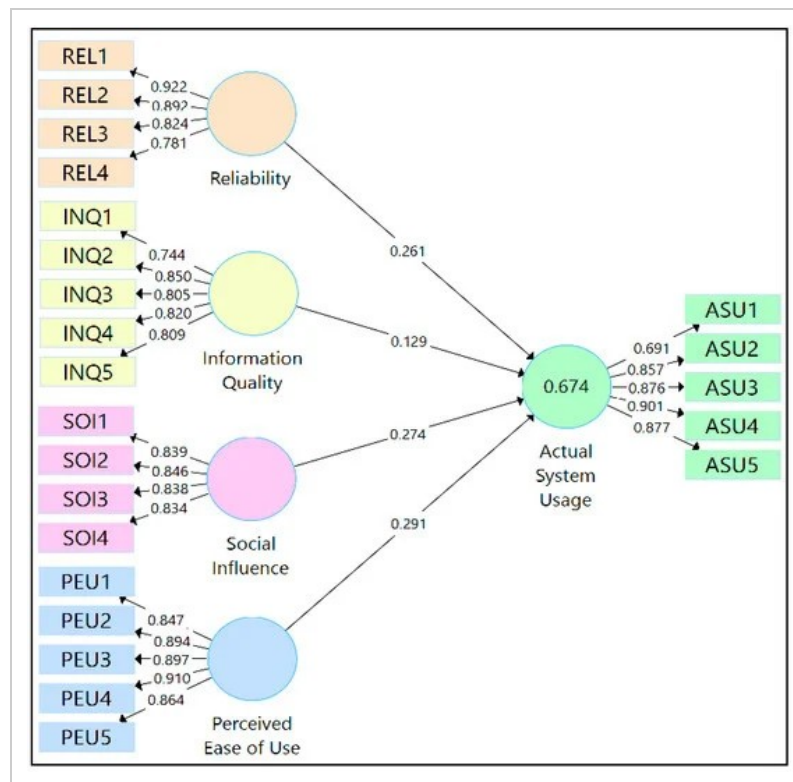 REL1
REL2
REL3
REL4
0.922
0.892
0.824
0.781
Reliability
INQ1
INQ2
INQ3
INQ4
INQ5
0.744
0.850
0.805
0.820
0.809
Information
Quality
SOI1
SOI2
SOI3
SOI4
0.839
0.846
0.838
0.834
Social
Influence
PEU1
PEU2
PEU3
PEU4
PEU5
0.847
0.894
0.897
0.910
0.864
Perceived
Ease of Use
0.261
0.129
0.274
0.291
0.674
Actual
System
Usage
0.691
0.857
0.876
0.901
0.877
ASU1
ASU2
ASU3
ASU4
ASU5